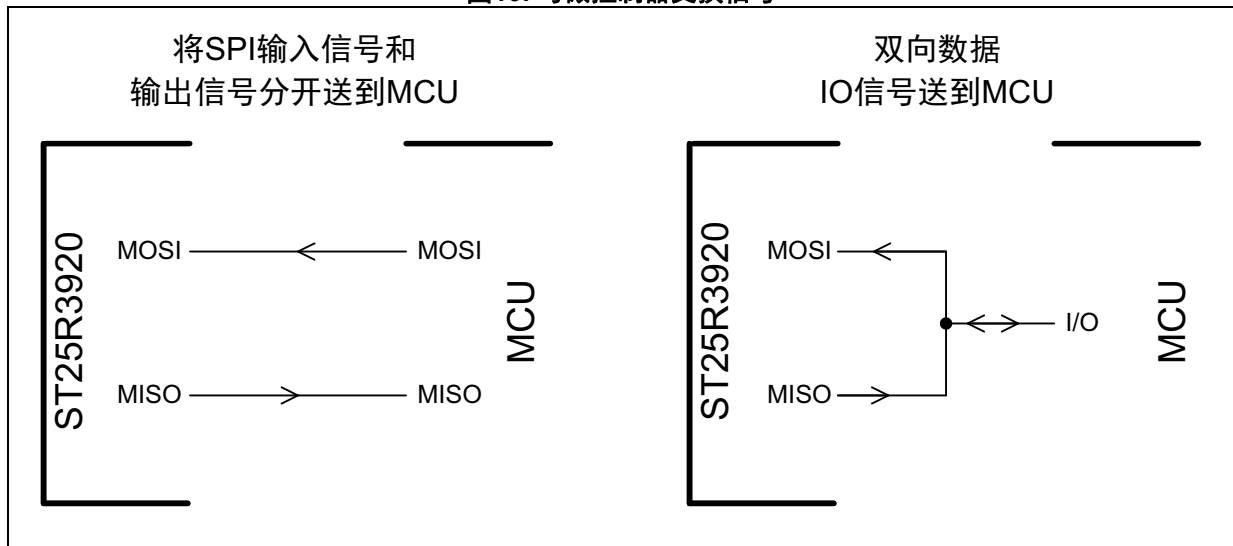 将SPI输入信号和
输出信号分开送到MCU
ST25R3920
MOSI
MOSI
MISO
MISO
MCU
双向数据
IO信号送到MCU
ST25R3920
MOSI
MISO
I/O
MCU